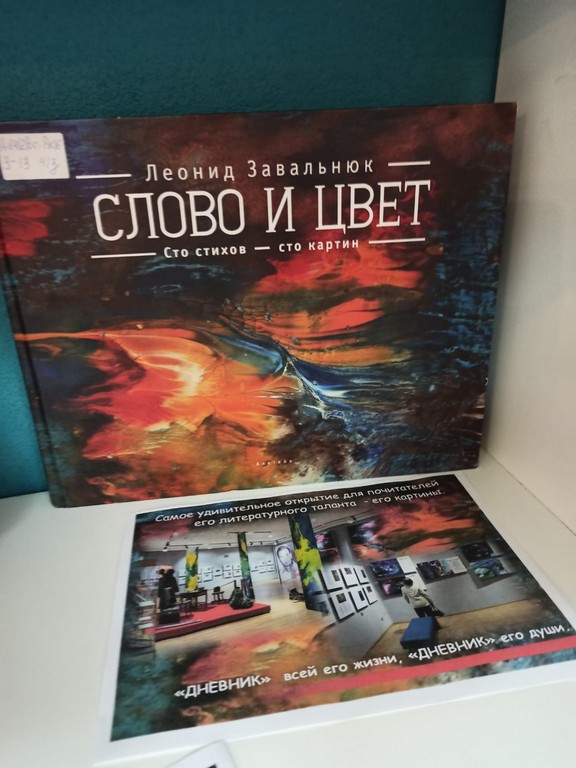 Леонид Завальнюк
СЛОВО И ЦВЕТ
Сто стихов — сто картин
Самое удивительное открытие для почитателей
его литературного таланта - его картины.
«ДНЕВНИК» всей его жизни, «ДНЕВНИК» его души.